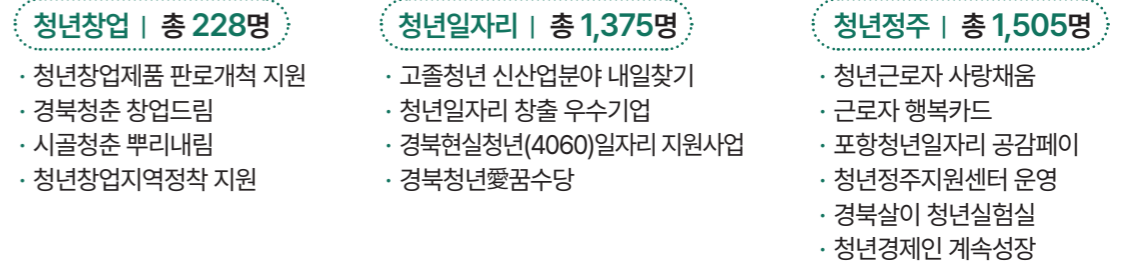 청년창업 | 총 228명
· 청년창업제품 판로개척 지원
· 경북청춘 창업드림
· 시골청춘 뿌리내림
· 청년창업지역정착 지원
청년일자리 | 총 1,375명
· 고졸청년 신산업분야 내일찾기
· 청년일자리 창출 우수기업
· 경북현실청년(4060)일자리 지원사업
· 경북청년愛꿈수당
청년정주 | 총 1,505명
· 청년근로자 사랑채움
· 근로자 행복카드
· 포항청년일자리 공감페이
· 청년정주지원센터 운영
· 경북살이 청년실험실
· 청년경제인 계속성장